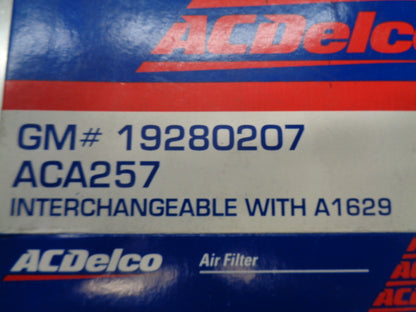 ACDelco
GM# 19280207
ACA257
INTERCHANGEABLE WITH A1629
ACDelco Air Filter